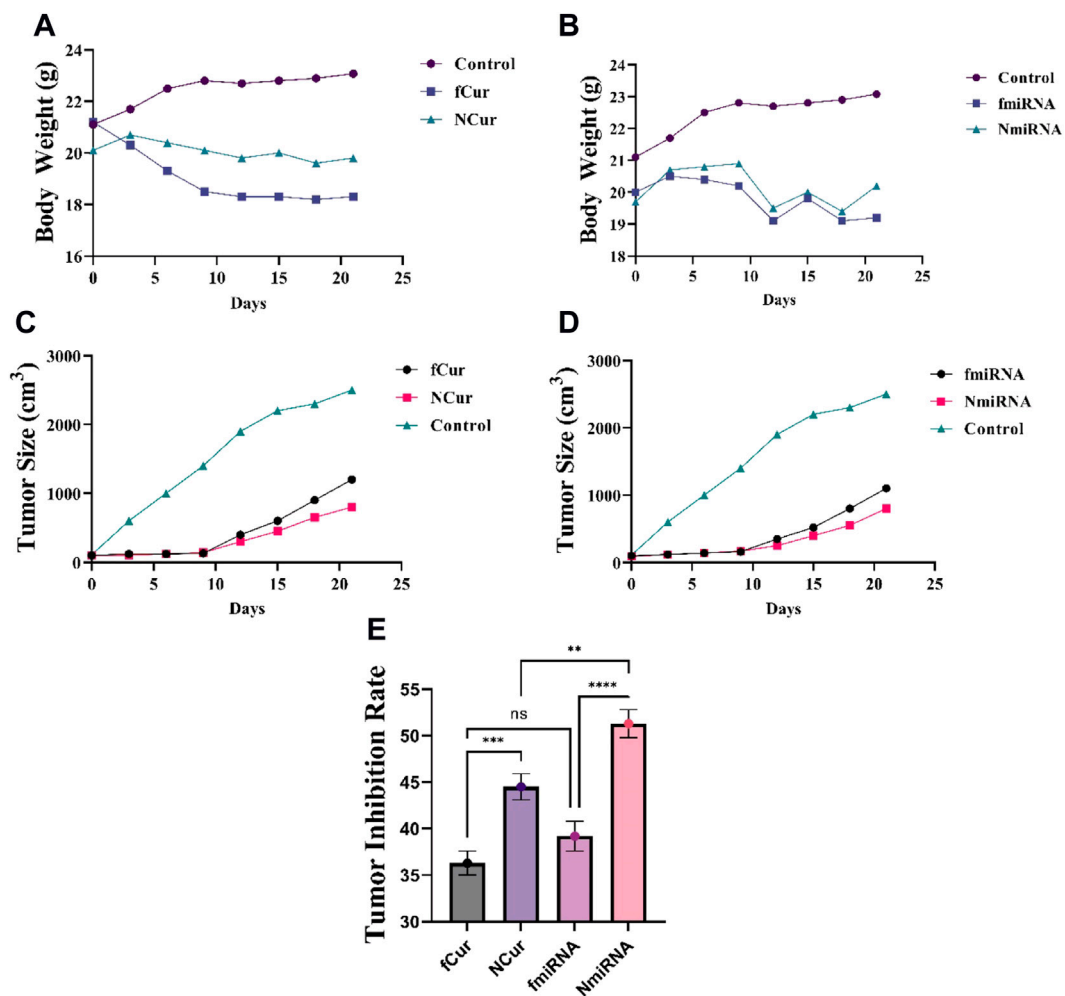 A
Body Weight (g)
24
22
20
18
16
0 5 10 15 20 25
Days
Control
fCur
NCur
B
Body Weight (g)
24
23
22
21
20
19
18
0 5 10 15 20 25
Days
Control
fmiRNA
NmiRNA
C
Tumor Size (cm³)
3000
2000
1000
0
0 5 10 15 20 25
Days
fCur
NCur
Control
D
Tumor Size (cm³)
3000
2000
1000
0
0 5 10 15 20 25
Days
fmiRNA
NmiRNA
Control
E
Tumor Inhibition Rate
55
50
45
40
35
30
**
****
ns
***
fCur NCur fmiRNA NmiRNA